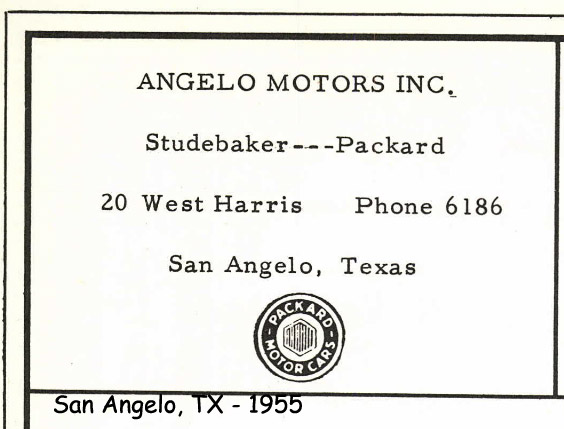 ANGELO MOTORS INC.
Studebaker---Packard
20 West Harris Phone 6186
San Angelo, Texas
PACKARD
MOTOR CARS
San Angelo, TX - 1955